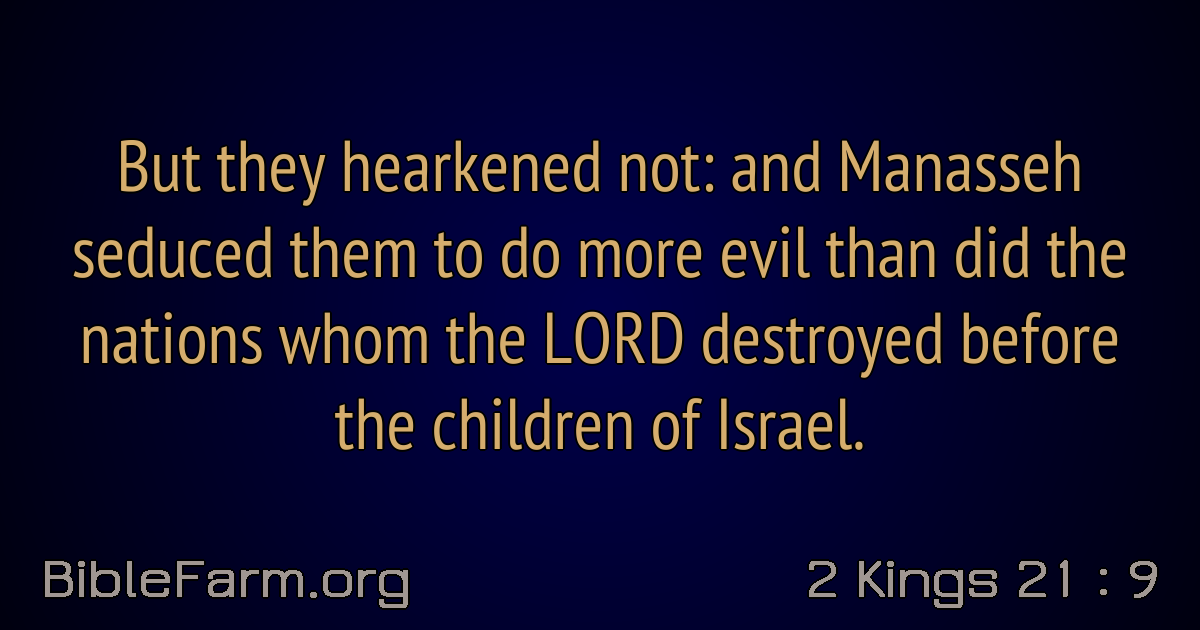 But they hearkened not: and Manasseh
seduced them to do more evil than did the
nations whom the LORD destroyed before
the children of Israel.
BibleFarm.org
2 Kings 21 : 9